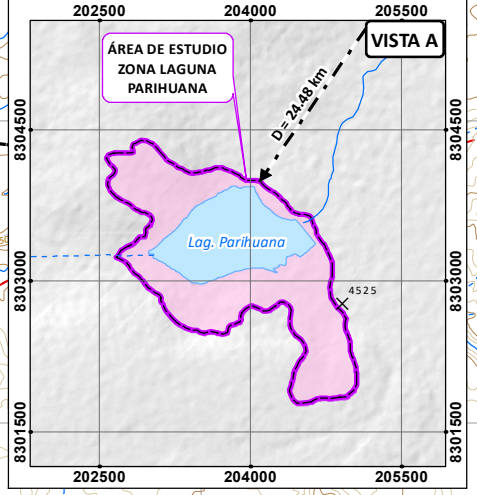 202500 204000 205500
VISTA A
ÁREA DE ESTUDIO
ZONA LAGUNA
PARIHUANA
D = 24.48 km
8304500 8304500
Lag. Parihuana
8303000 8303000
4525
8301500 8301500
202500 204000 205500